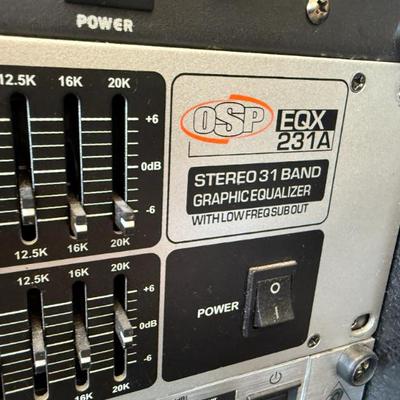 POWER
12.5K 16K 20K
+6
0dB
-6
12.5K 16K 20K
OSP
EQX
231A
STEREO 31 BAND
GRAPHIC EQUALIZER
WITH LOW FREQ SUB OUT
12.5K 16K 20K
+6
0dB
-6
12.5K 16K 20K
POWER
O
I